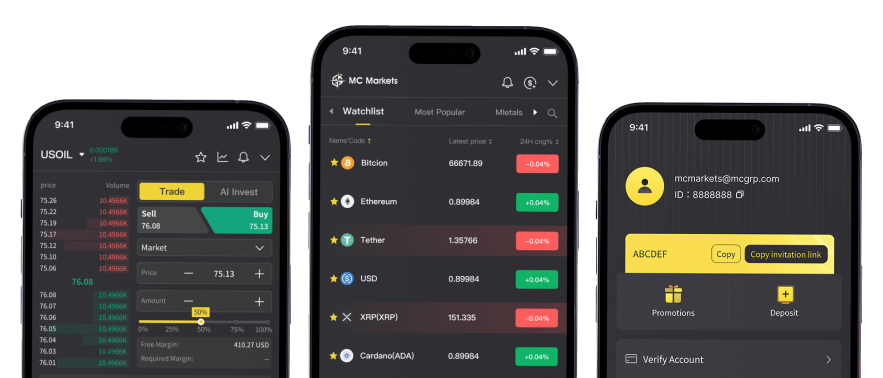 9:41
USOIL
0.000189
+1.98%
price
Volume
75.26 10.4966K
75.22 10.4966K
75.19 10.4966K
75.17 10.4966K
75.12 10.4966K
75.10 10.4966K
75.06 10.4966K
76.08
76.08 10.4966K
76.07 10.4966K
76.06 10.4966K
76.05 10.4966K
76.04 10.4966K
76.03 10.4966K
76.01 10.4966K
Trade
AI Invest
Sell
Buy
76.08
75.13
Market
Price — 75.13 +
Amount — +
50%
0% 25% 50% 75% 100%
Free Margin: 410.27 USD
Required Margin: --
9:41
MC Markets
Watchlist
Most Popular
Mletals
Name'Code
Latest price
24H cng%
Bitcion 66671.89 -0.04%
Ethereum 0.89984 +0.04%
Tether 1.35766 -0.04%
USD 0.89984 +0.04%
XRP(XRP) 151.335 -0.04%
Cardano(ADA) 0.89984 +0.04%
9:41
mcmarkets@mcgrp.com
ID : 8888888
ABCDEF
Copy
Copy invitation link
Promotions
Deposit
Verify Account